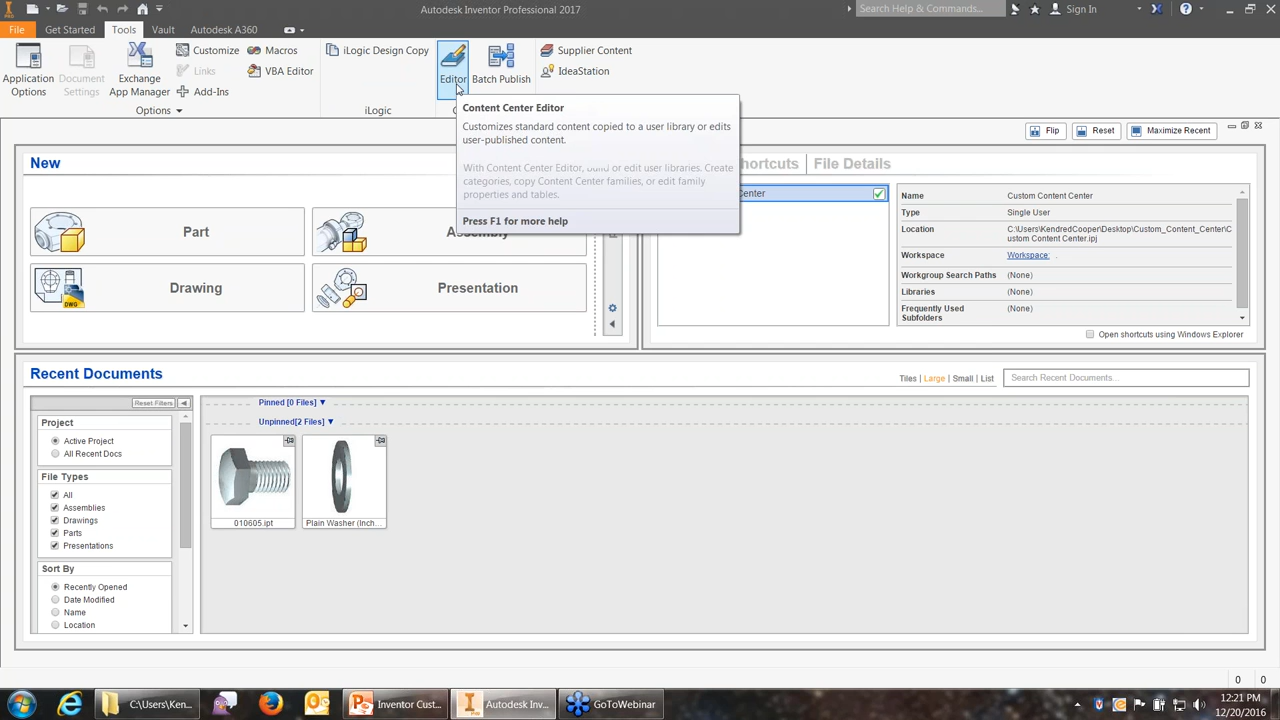 Autodesk Inventor Professional 2017
Search Help & Commands...
Sign In
File
Get Started
Tools
Vault
Autodesk A360
Application Options
Document Settings
Exchange App Manager
Customize
Links
Add-Ins
Macros
VBA Editor
iLogic Design Copy
Editor
Batch Publish
Supplier Content
IdeaStation
Options
iLogic
Content Center Editor
Customizes standard content copied to a user library or edits
user-published content.
With Content Center Editor, build or edit user libraries. Create
categories, copy Content Center families, or edit family
properties and tables.
Press F1 for more help
Flip
Reset
Maximize Recent
New
Part
Assembly
Drawing
Presentation
DWG
File Details
Name
Custom Content Center
Type
Single User
Location
C:\Users\KendredCooper\Desktop\Custom_Content_Center\C
ustom Content Center.ipj
Workspace
Workspace: .
Workgroup Search Paths
(None)
Libraries
(None)
Frequently Used
Subfolders
(None)
Open shortcuts using Windows Explorer
Recent Documents
Tiles | Large | Small | List
Search Recent Documents...
Reset Filters
Project
Active Project
All Recent Docs
File Types
All
Assemblies
Drawings
Parts
Presentations
Sort By
Recently Opened
Date Modified
Name
Location
Pinned [0 Files]
Unpinned[2 Files]
010605.ipt
Plain Washer (Inch...
0 0
C:\Users\Ken...
Inventor Cust...
Autodesk Inv...
GoToWebinar
12:21 PM
12/20/2016